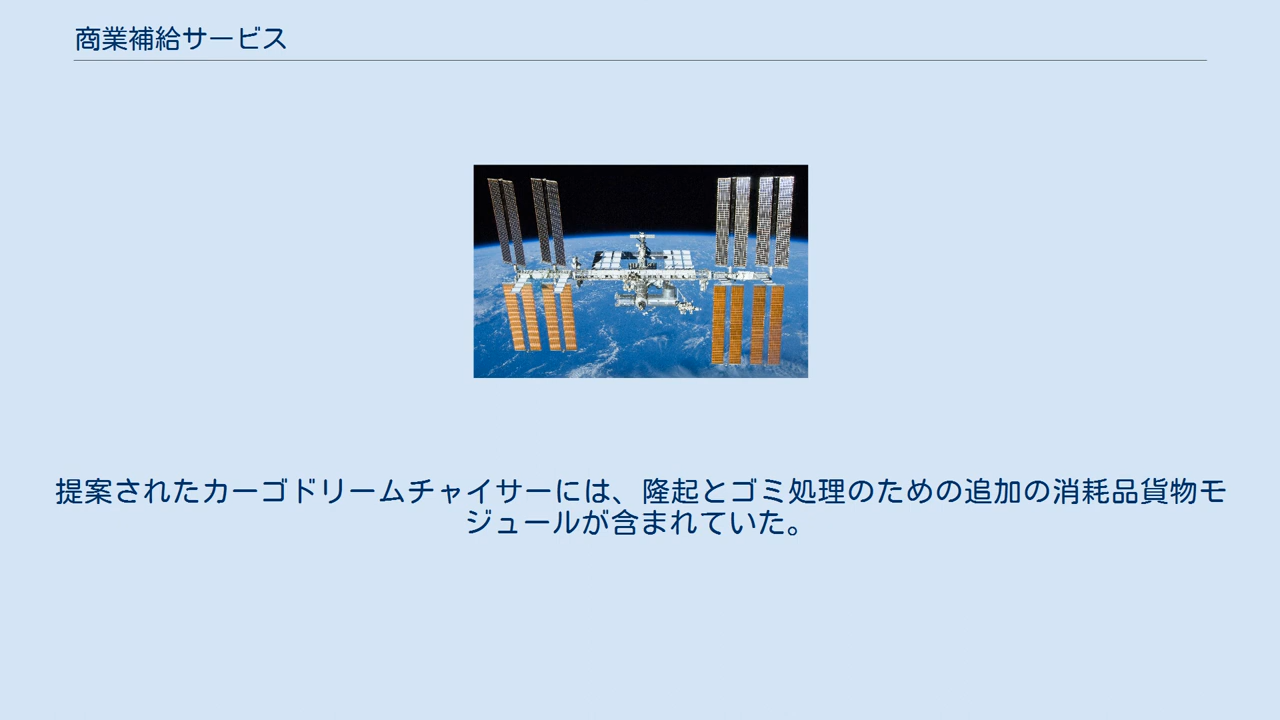 商業補給サービス
提案されたカーゴドリームチャイサーには、隆起とゴミ処理のための追加の消耗品貨物モ
ジュールが含まれていた。